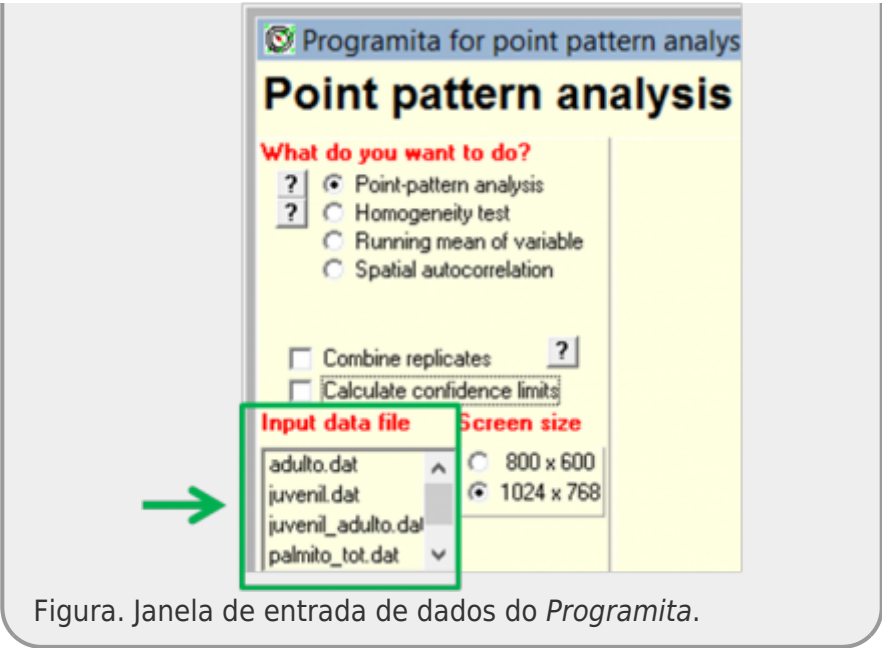 Programita for point pattern analys
Point pattern analysis
What do you want to do?
? Point-pattern analysis
? Homogeneity test
Running mean of variable
Spatial autocorrelation
Combine replicates ?
Calculate confidence limits
Input data file Screen size
adulto.dat 800 x 600
juvenil.dat 1024 x 768
juvenil_adulto.dat
palmito_tot.dat
Figura. Janela de entrada de dados do Programita.